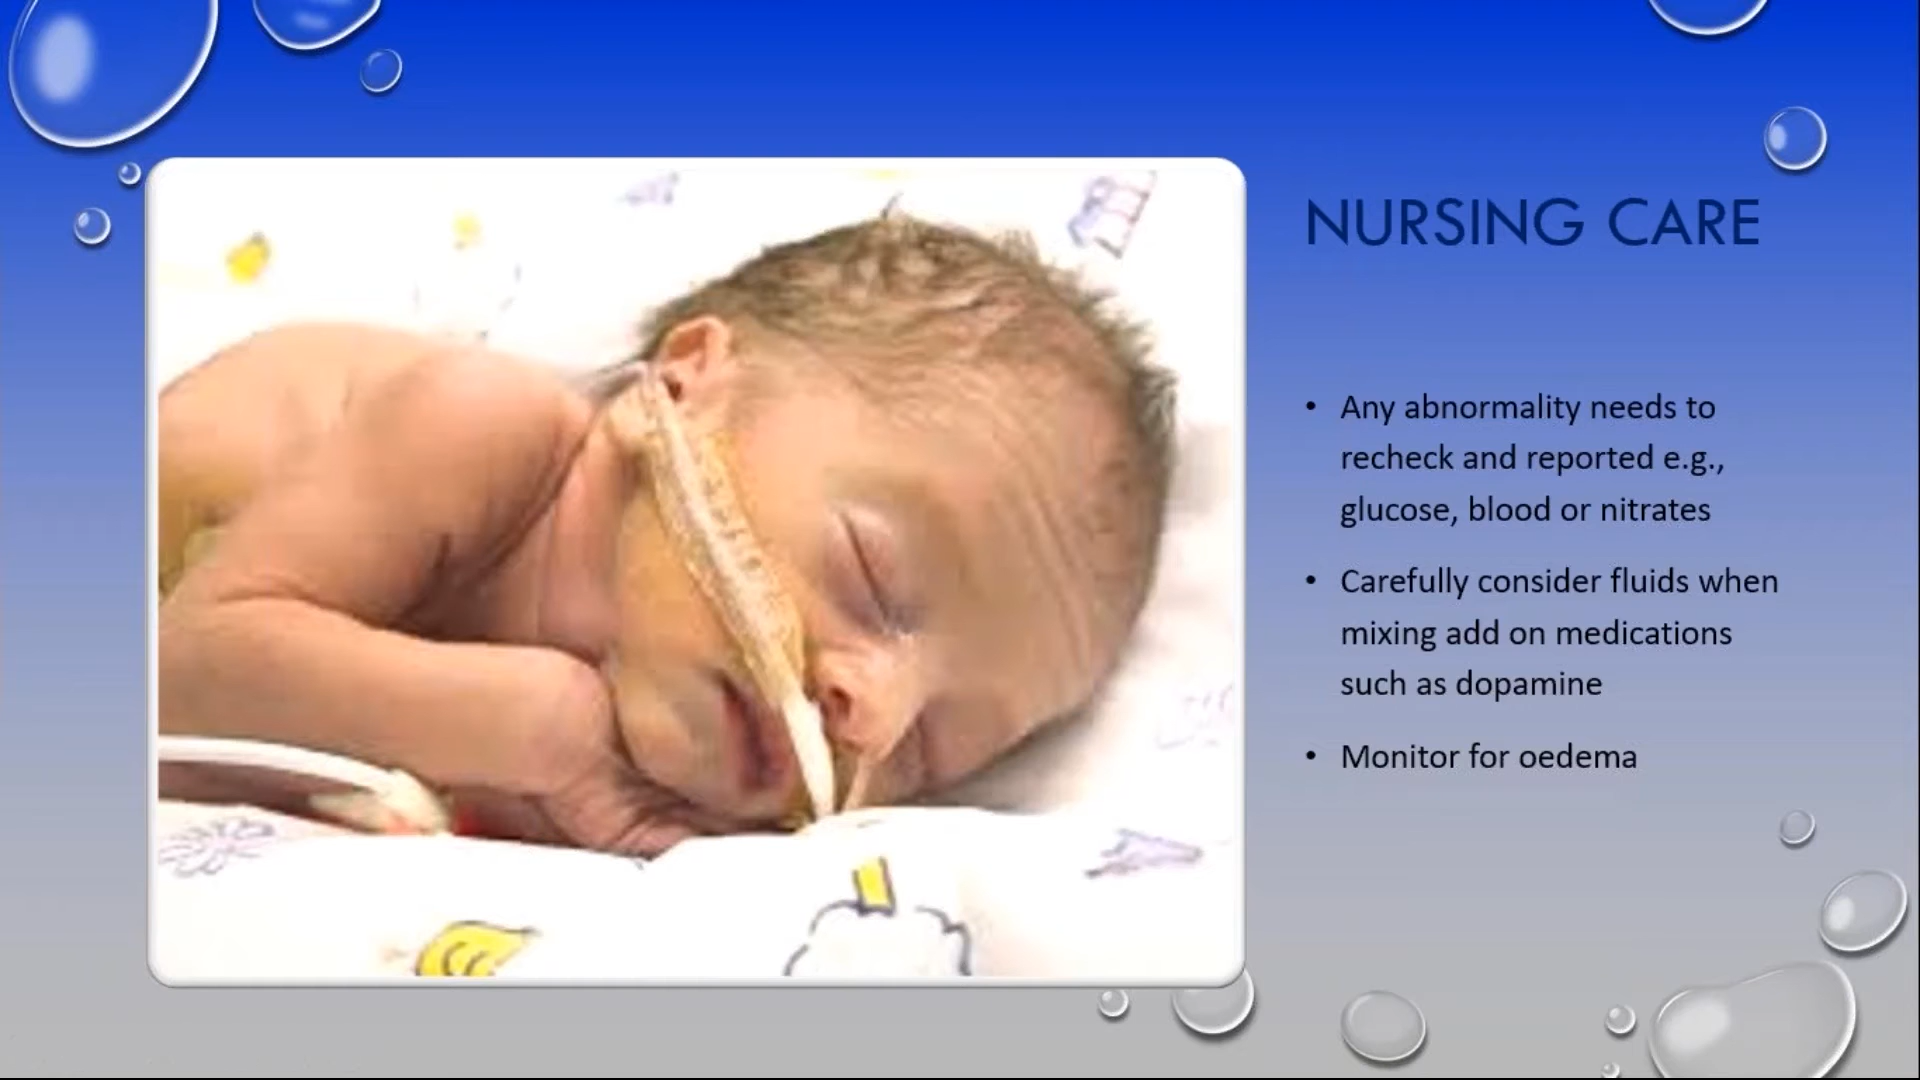 NURSING CARE
• Any abnormality needs to
recheck and reported e.g.,
glucose, blood or nitrates
• Carefully consider fluids when
mixing add on medications
such as dopamine
• Monitor for oedema